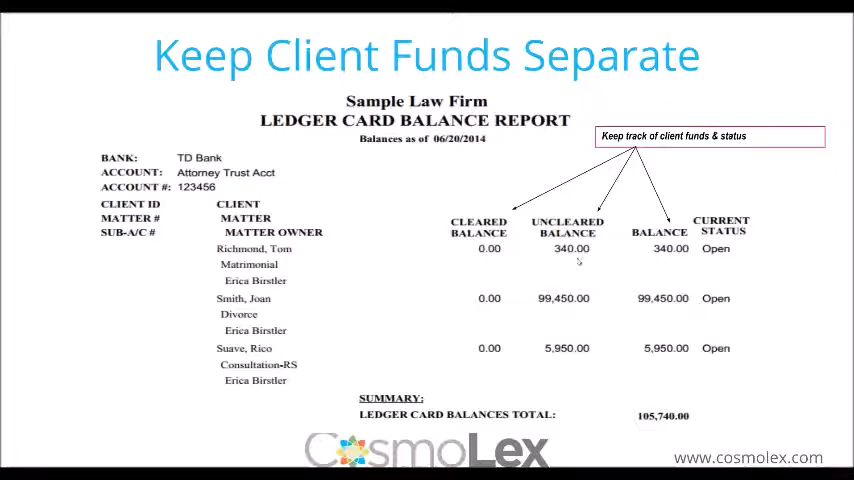 Keep Client Funds Separate
Sample Law Firm
LEDGER CARD BALANCE REPORT
Balances as of 06/20/2014
Keep track of client funds & status
BANK: TD Bank
ACCOUNT: Attorney Trust Acct
ACCOUNT #: 123456
CLIENT ID CLIENT
MATTER # MATTER CLEARED UNCLEARED CURRENT
SUB-A/C # MATTER OWNER BALANCE BALANCE BALANCE STATUS
Richmond, Tom 0.00 340.00 340.00 Open
Matrimonial
Erica Birstler
Smith, Joan 0.00 99,450.00 99,450.00 Open
Divorce
Erica Birstler
Suave, Rico 0.00 5,950.00 5,950.00 Open
Consultation-RS
Erica Birstler
SUMMARY:
LEDGER CARD BALANCES TOTAL: 105,740.00
CosmoLex
www.cosmolex.com